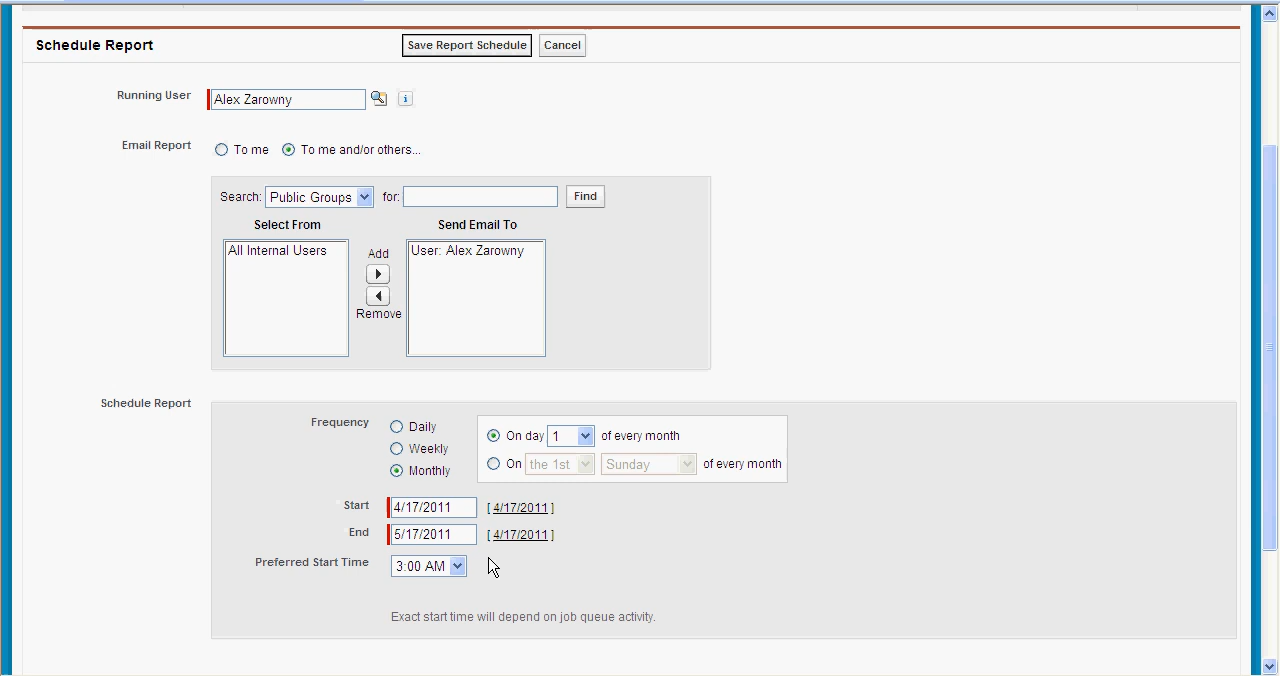 Schedule Report Save Report Schedule Cancel
Running User Alex Zarowny i
Email Report To me To me and/or others...
Search: Public Groups for: Find
Select From Send Email To
All Internal Users Add User: Alex Zarowny
Remove
Schedule Report
Frequency Daily On day 1 of every month
Weekly
Monthly On the 1st Sunday of every month
Start 4/17/2011 [ 4/17/2011 ]
End 5/17/2011 [ 4/17/2011 ]
Preferred Start Time 3:00 AM
Exact start time will depend on job queue activity.